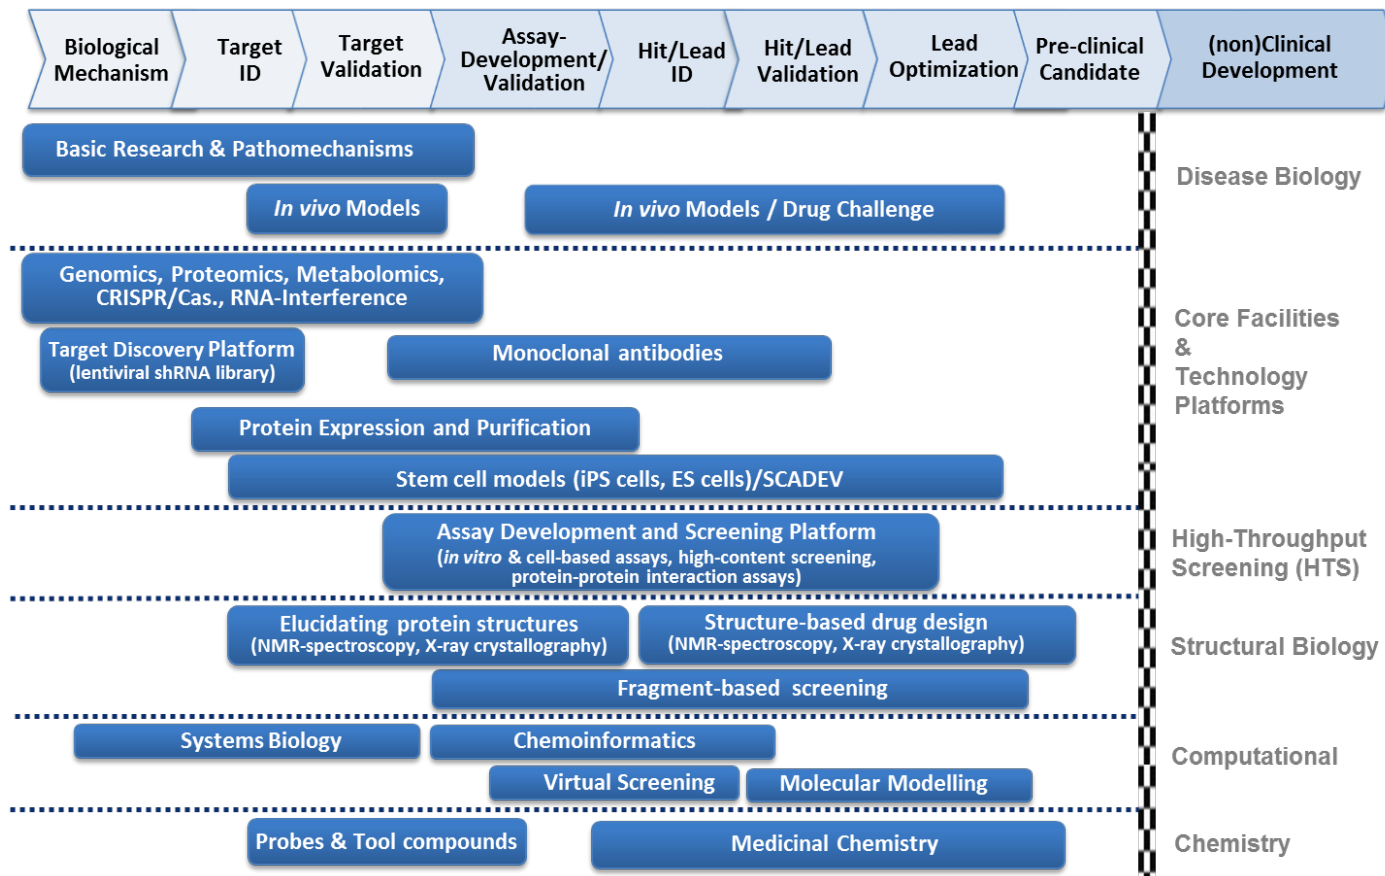 Biological
Mechanism
Target
ID
Target
Validation
Assay-
Development/
Validation
Hit/Lead
ID
Hit/Lead
Validation
Lead
Optimization
Pre-clinical
Candidate
(non)Clinical
Development
Basic Research & Pathomechanisms
In vivo Models
In vivo Models / Drug Challenge
Disease Biology
Genomics, Proteomics, Metabolomics,
CRISPR/Cas., RNA-Interference
Target Discovery Platform
(lentiviral shRNA library)
Monoclonal antibodies
Protein Expression and Purification
Stem cell models (iPS cells, ES cells)/SCADEV
Core Facilities
&
Technology
Platforms
Assay Development and Screening Platform
(in vitro & cell-based assays, high-content screening,
protein-protein interaction assays)
High-Throughput
Screening (HTS)
Elucidating protein structures
(NMR-spectroscopy, X-ray crystallography)
Structure-based drug design
(NMR-spectroscopy, X-ray crystallography)
Fragment-based screening
Structural Biology
Systems Biology
Chemoinformatics
Virtual Screening
Molecular Modelling
Computational
Probes & Tool compounds
Medicinal Chemistry
Chemistry